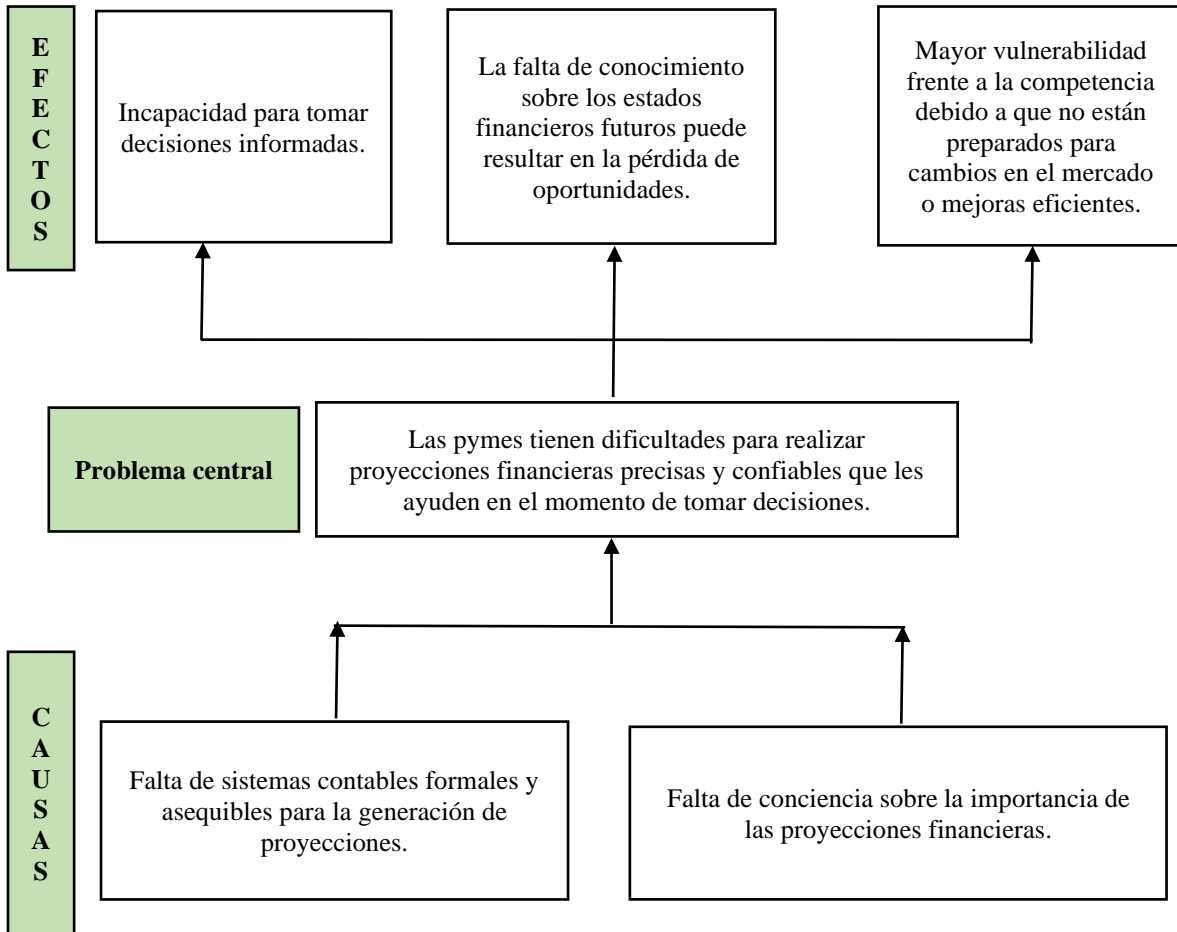 E
F
E
C
T
O
S
Incapacidad para tomar
decisiones informadas.
La falta de conocimiento
sobre los estados
financieros futuros puede
resultar en la pérdida de
oportunidades.
Mayor vulnerabilidad
frente a la competencia
debido a que no están
preparados para
cambios en el mercado
o mejoras eficientes.
Problema central
Las pymes tienen dificultades para realizar
proyecciones financieras precisas y confiables que les
ayuden en el momento de tomar decisiones.
C
A
U
S
A
S
Falta de sistemas contables formales y
asequibles para la generación de
proyecciones.
Falta de conciencia sobre la importancia de
las proyecciones financieras.